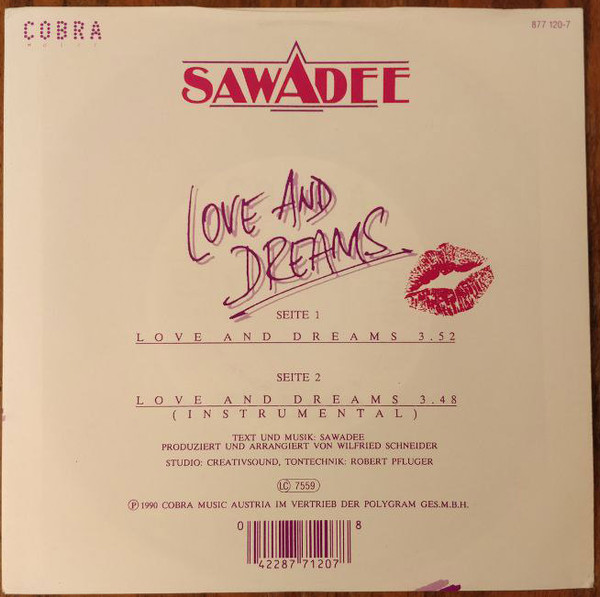 COBRA
MUSIC
877 120-7
SAWADEE
LOVE AND
DREAMS
SEITE 1
LOVE AND DREAMS 3.52
SEITE 2
LOVE AND DREAMS 3.48
(INSTRUMENTAL)
TEXT UND MUSIK: SAWADEE
PRODUZIERT UND ARRANGIERT VON WILFRIED SCHNEIDER
STUDIO: CREATIVSOUND, TONTECHNIK: ROBERT PFLUGER
LC 7559
℗ 1990 COBRA MUSIC AUSTRIA IM VERTRIEB DER POLYGRAM GES.M.B.H.
0 42287 71207 8